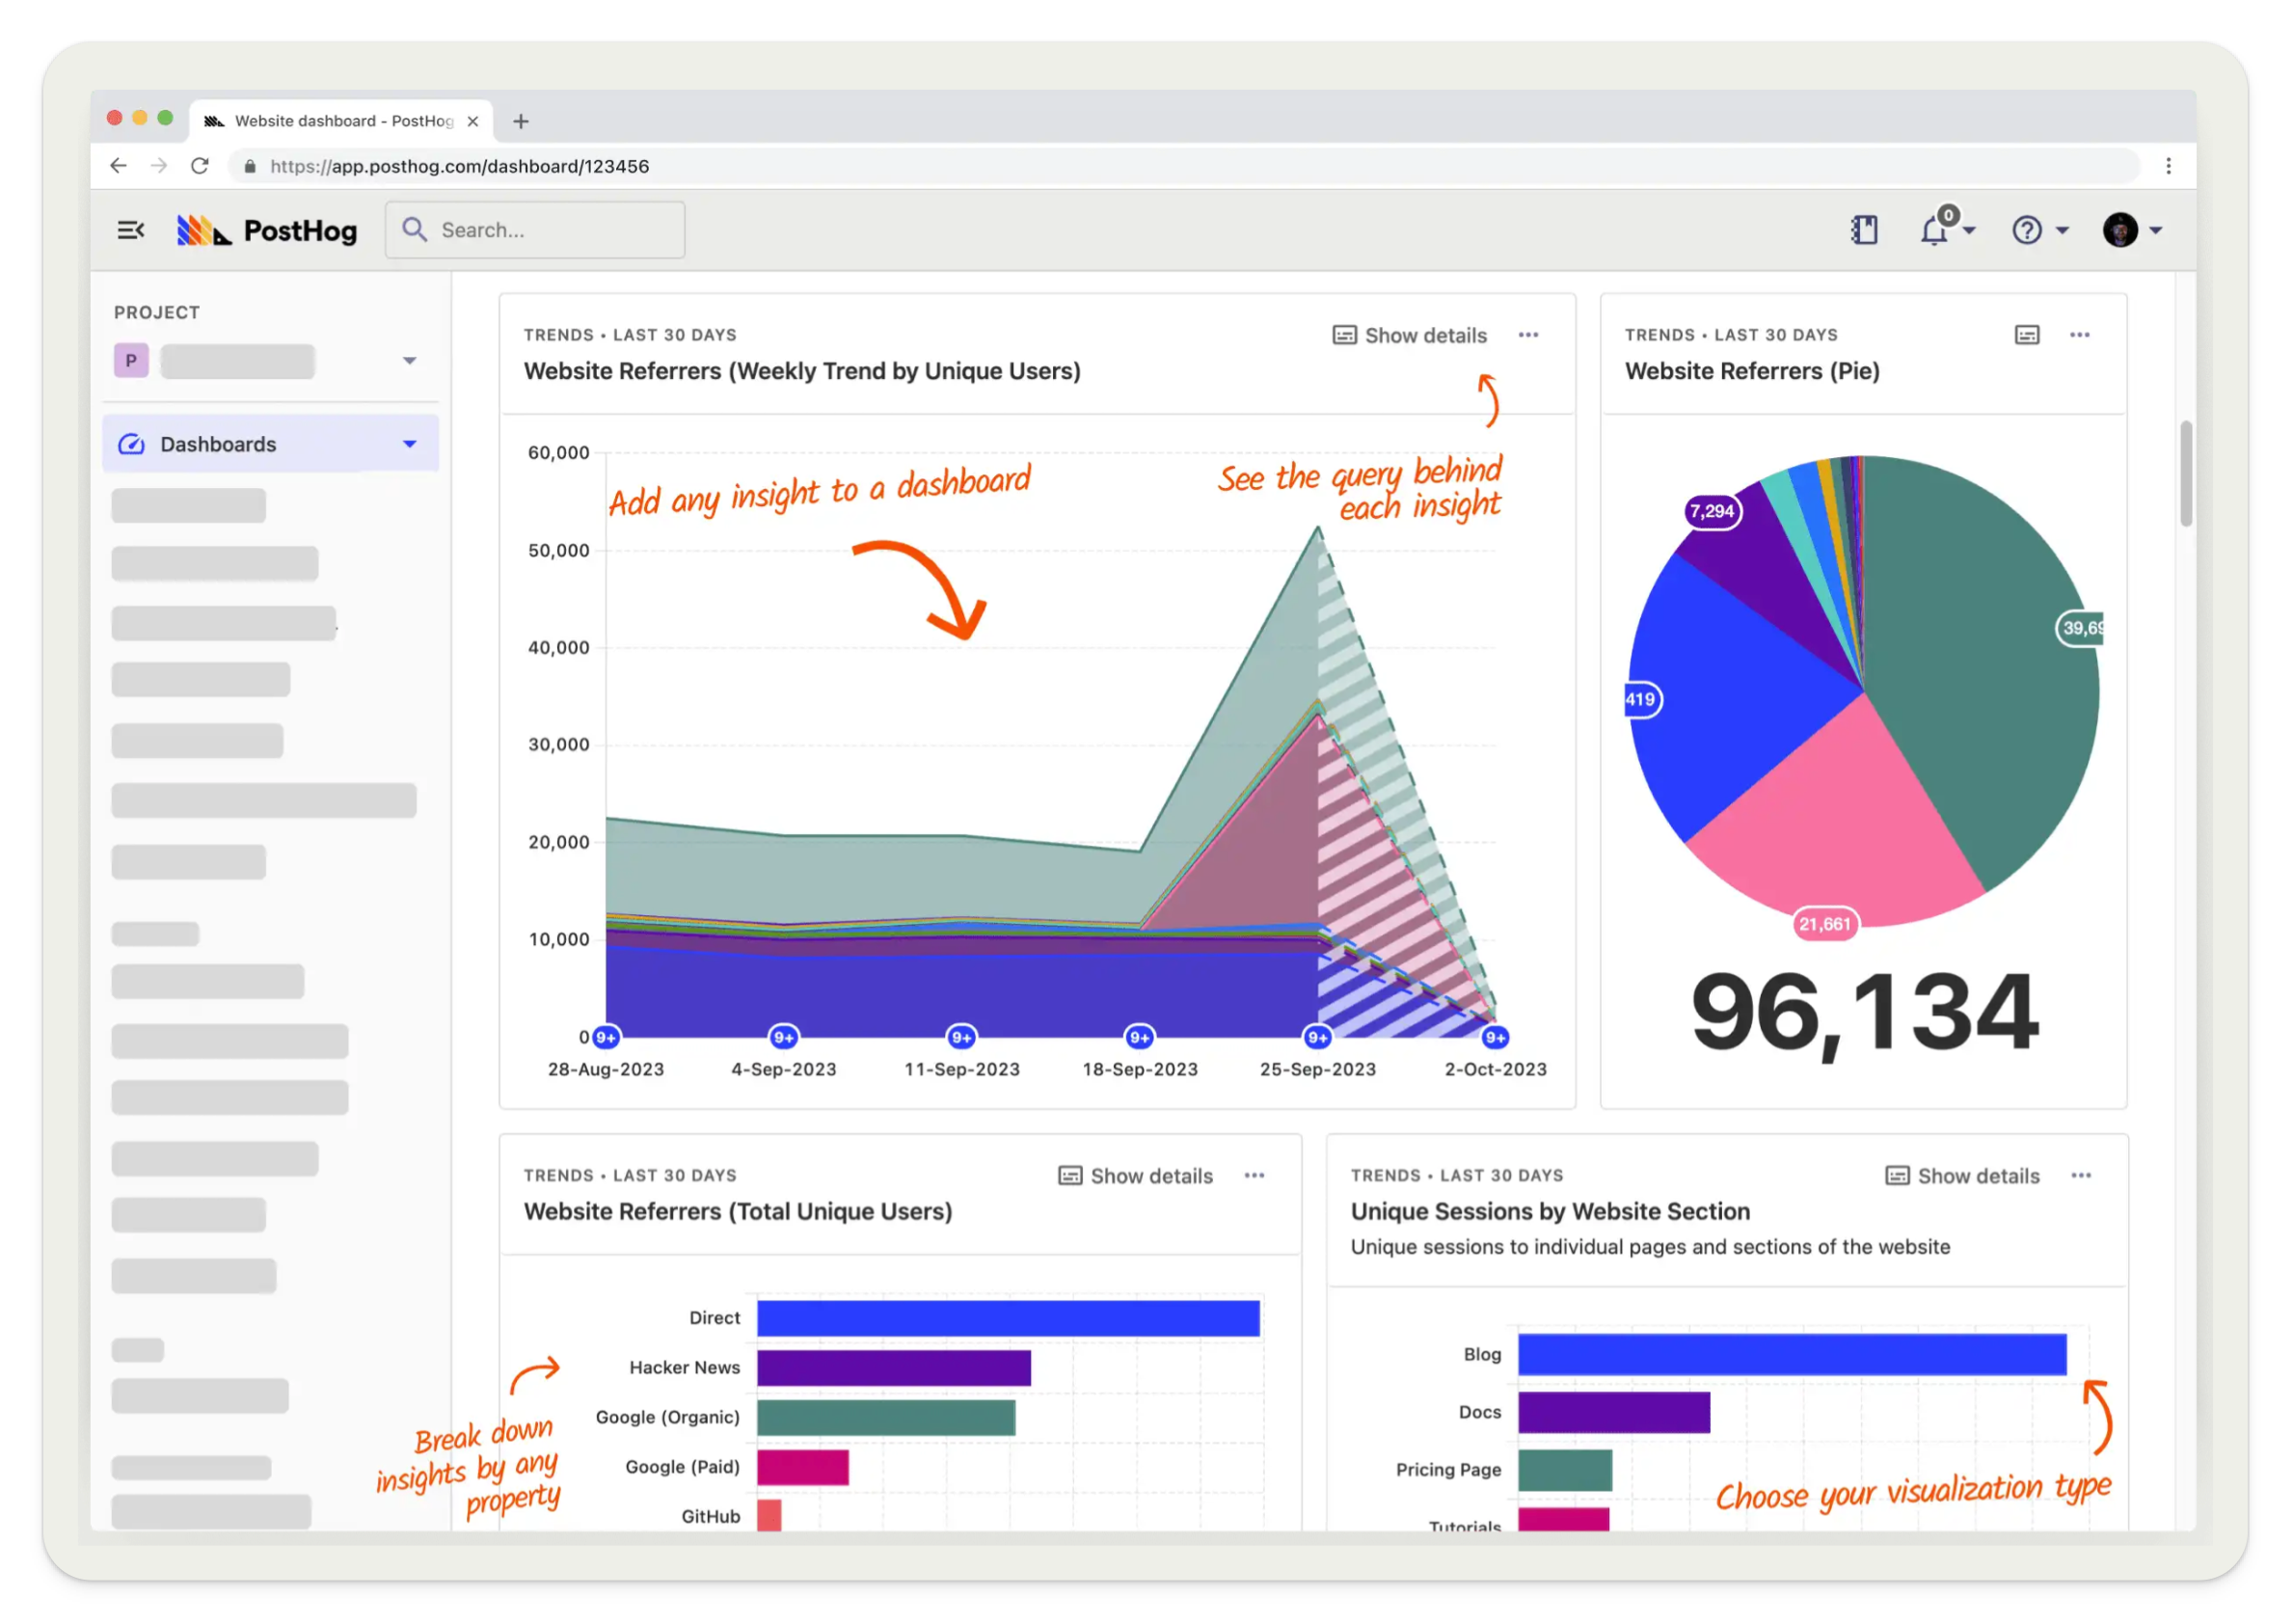 Website dashboard - PostHog
https://app.posthog.com/dashboard/123456
PostHog
Search...
0
PROJECT
P
Dashboards
TRENDS • LAST 30 DAYS
Show details
Website Referrers (Weekly Trend by Unique Users)
60,000
50,000
40,000
30,000
20,000
10,000
0
Add any insight to a dashboard
See the query behind
each insight
9+ 9+ 9+ 9+ 9+ 9+
28-Aug-2023 4-Sep-2023 11-Sep-2023 18-Sep-2023 25-Sep-2023 2-Oct-2023
TRENDS • LAST 30 DAYS
Website Referrers (Pie)
7,294
39,69
419
21,661
96,134
TRENDS • LAST 30 DAYS
Show details
Website Referrers (Total Unique Users)
Direct
Hacker News
Google (Organic)
Google (Paid)
GitHub
Break down
insights by any
property
TRENDS • LAST 30 DAYS
Show details
Unique Sessions by Website Section
Unique sessions to individual pages and sections of the website
Blog
Docs
Pricing Page
Tutorials
Choose your visualization type